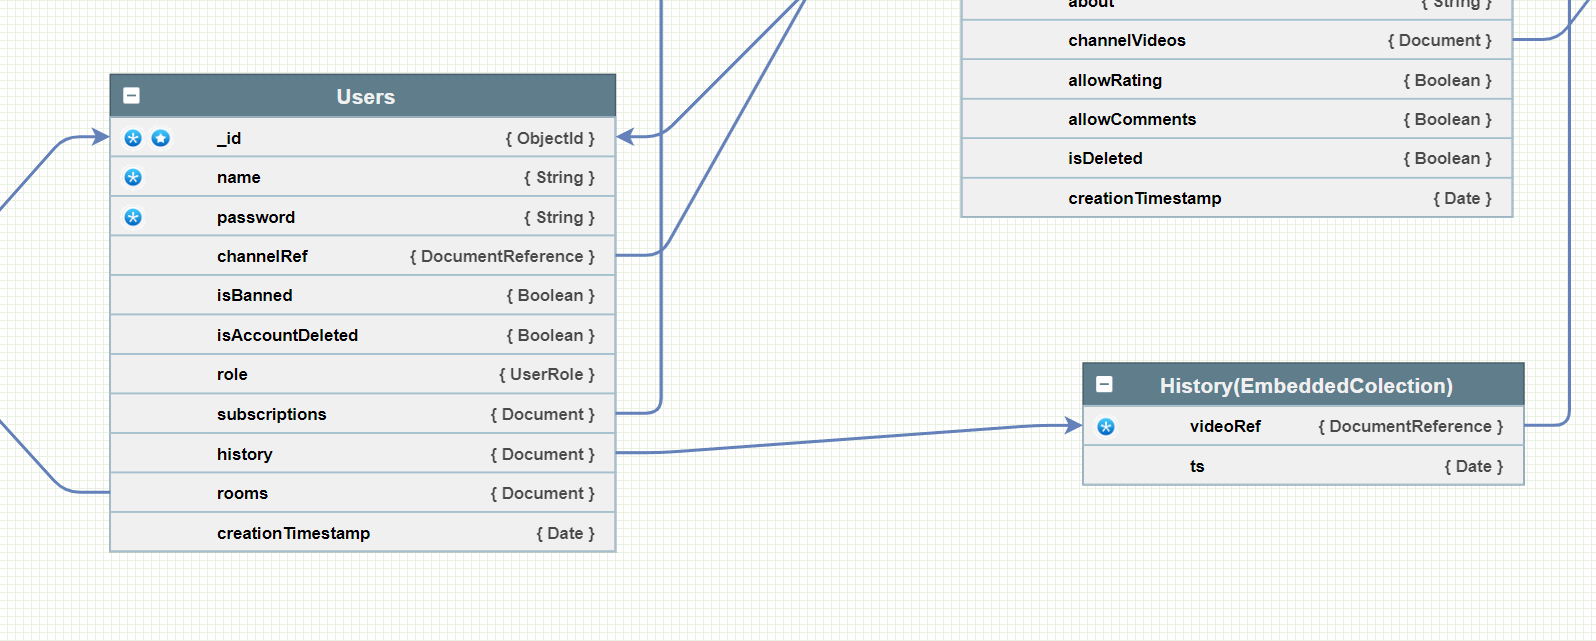 about { String }
channelVideos { Document }
allowRating { Boolean }
allowComments { Boolean }
isDeleted { Boolean }
creationTimestamp { Date }
Users
_id { ObjectId }
name { String }
password { String }
channelRef { DocumentReference }
isBanned { Boolean }
isAccountDeleted { Boolean }
role { UserRole }
subscriptions { Document }
history { Document }
rooms { Document }
creationTimestamp { Date }
History(EmbeddedColection)
videoRef { DocumentReference }
ts { Date }